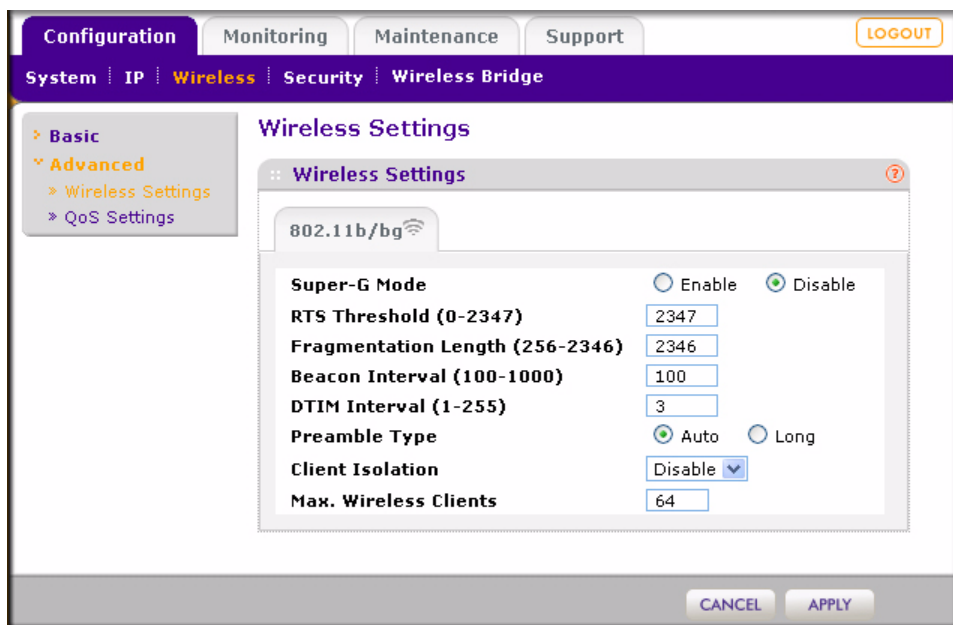 Configuration Monitoring Maintenance Support LOGOUT
System IP Wireless Security Wireless Bridge
Basic
Advanced
» Wireless Settings
» QoS Settings
Wireless Settings
Wireless Settings ?
802.11b/bg
Super-G Mode Enable Disable
RTS Threshold (0-2347) 2347
Fragmentation Length (256-2346) 2346
Beacon Interval (100-1000) 100
DTIM Interval (1-255) 3
Preamble Type Auto Long
Client Isolation Disable
Max. Wireless Clients 64
CANCEL APPLY